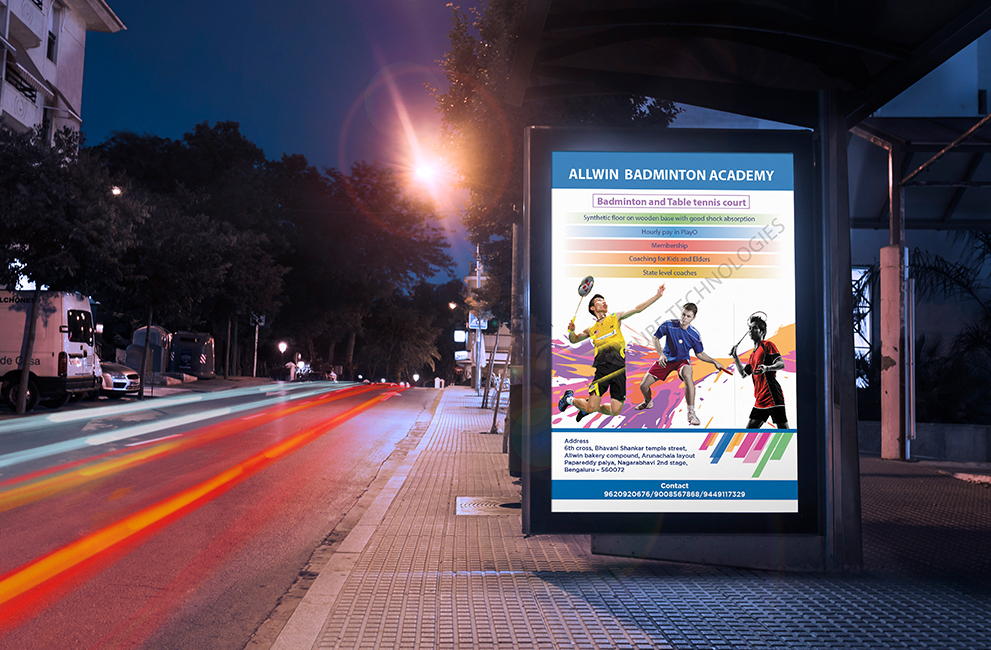 ALLWIN BADMINTON ACADEMY
Badminton and Table tennis court
Synthetic floor on wooden base with good shock absorption
Hourly pay in PlayO
Membership
Coaching for Kids and Elders
State level coaches
TECHNOLOGIES
Address
6th cross, Bhavani Shankar temple street,
Allwin bakery compound, Arunachala layout
Papareddy palya, Nagarabhavi 2nd stage,
Bengaluru - 560072
Contact
9620920676/9008567868/9449117329